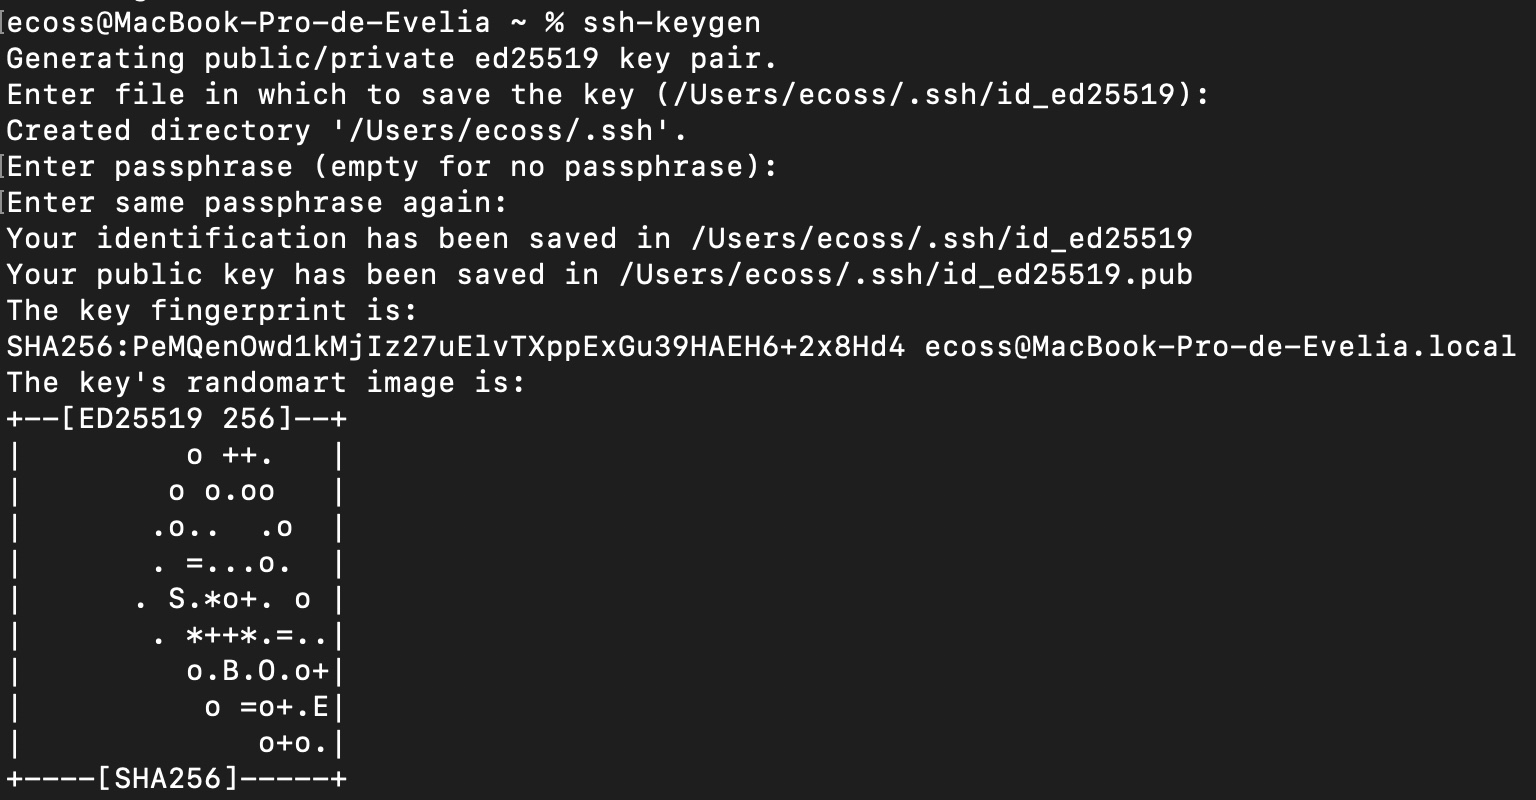 ecoss@MacBook-Pro-de-Evelia ~ % ssh-keygen
Generating public/private ed25519 key pair.
Enter file in which to save the key (/Users/ecoss/.ssh/id_ed25519):
Created directory '/Users/ecoss/.ssh'.
Enter passphrase (empty for no passphrase):
Enter same passphrase again:
Your identification has been saved in /Users/ecoss/.ssh/id_ed25519
Your public key has been saved in /Users/ecoss/.ssh/id_ed25519.pub
The key fingerprint is:
SHA256:PeMQenOwd1kMjIz27uElvTXppExGu39HAEH6+2x8Hd4 ecoss@MacBook-Pro-de-Evelia.local
The key's randomart image is:
+--[ED25519 256]--+
|         o ++.   |
|        o o.oo   |
|       .o..  .o  |
|       . =...o.  |
|      . S.*o+. o |
|       . *++*.=..|
|         o.B.O.o+|
|          o =o+.E|
|             o+o.|
+----[SHA256]-----+